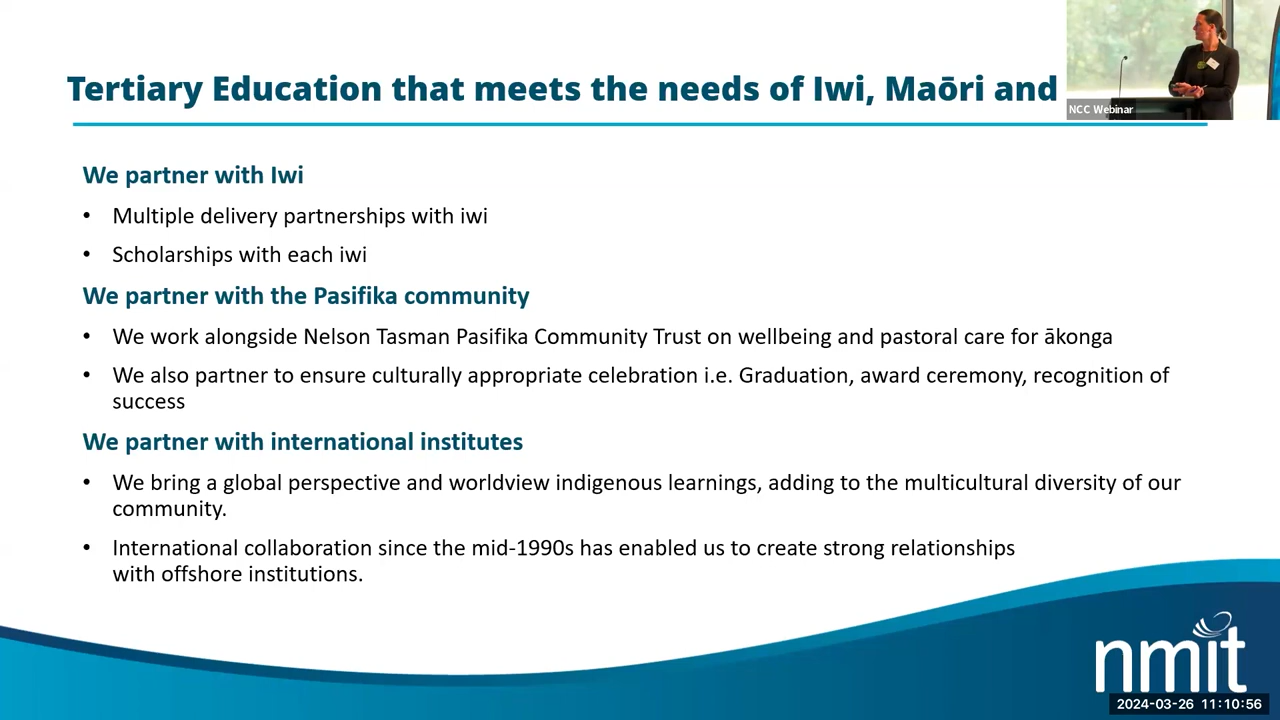 Tertiary Education that meets the needs of Iwi, Maōri and
NCC Webinar
We partner with Iwi
• Multiple delivery partnerships with iwi
• Scholarships with each iwi
We partner with the Pasifika community
• We work alongside Nelson Tasman Pasifika Community Trust on wellbeing and pastoral care for ākonga
• We also partner to ensure culturally appropriate celebration i.e. Graduation, award ceremony, recognition of
success
We partner with international institutes
• We bring a global perspective and worldview indigenous learnings, adding to the multicultural diversity of our
community.
• International collaboration since the mid-1990s has enabled us to create strong relationships
with offshore institutions.
nmit
2024-03-26 11:10:56